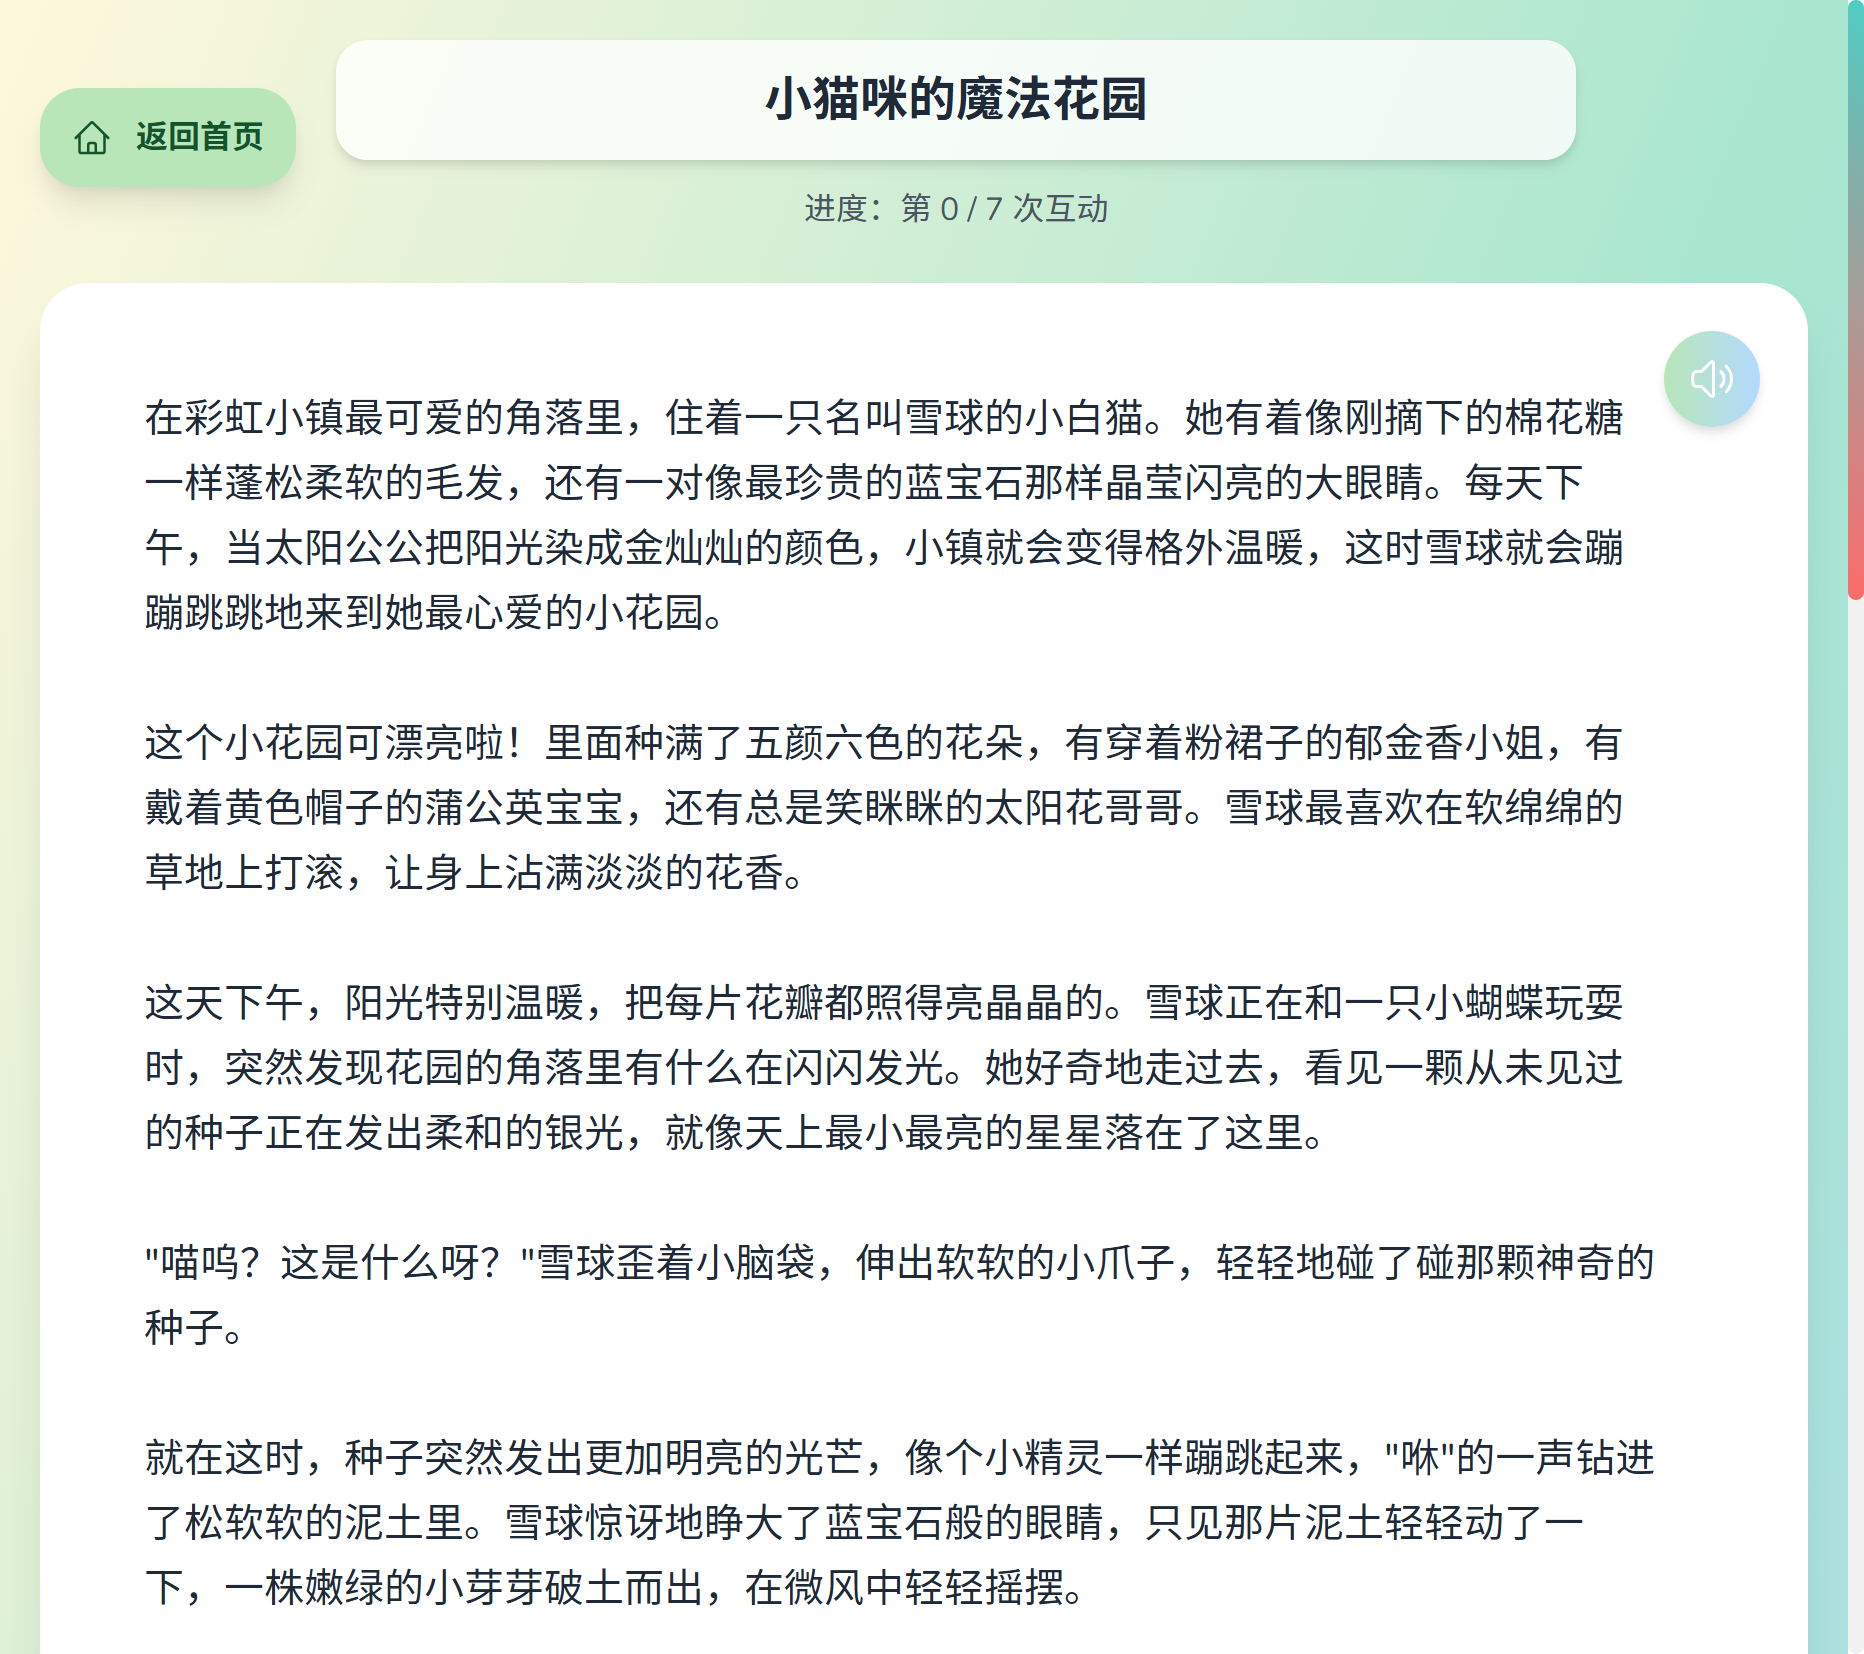 小猫咪的魔法花园
返回首页
进度：第 0 / 7 次互动
在彩虹小镇最可爱的角落里，住着一只名叫雪球的小白猫。她有着像刚摘下的棉花糖
一样蓬松柔软的毛发，还有一对像最珍贵的蓝宝石那样晶莹闪亮的大眼睛。每天下
午，当太阳公公把阳光染成金灿灿的颜色，小镇就会变得格外温暖，这时雪球就会蹦
蹦跳跳地来到她最心爱的小花园。
这个小花园可漂亮啦！里面种满了五颜六色的花朵，有穿着粉裙子的郁金香小姐，有
戴着黄色帽子的蒲公英宝宝，还有总是笑眯眯的太阳花哥哥。雪球最喜欢在软绵绵的
草地上打滚，让身上沾满淡淡的花香。
这天下午，阳光特别温暖，把每片花瓣都照得亮晶晶的。雪球正在和一只小蝴蝶玩耍
时，突然发现花园的角落里有什么在闪闪发光。她好奇地走过去，看见一颗从未见过
的种子正在发出柔和的银光，就像天上最小最亮的星星落在了这里。
"喵呜？这是什么呀？"雪球歪着小脑袋，伸出软软的小爪子，轻轻地碰了碰那颗神奇的
种子。
就在这时，种子突然发出更加明亮的光芒，像个小精灵一样蹦跳起来，"咻"的一声钻进
了松软软的泥土里。雪球惊讶地睁大了蓝宝石般的眼睛，只见那片泥土轻轻动了一
下，一株嫩绿的小芽芽破土而出，在微风中轻轻摇摆。